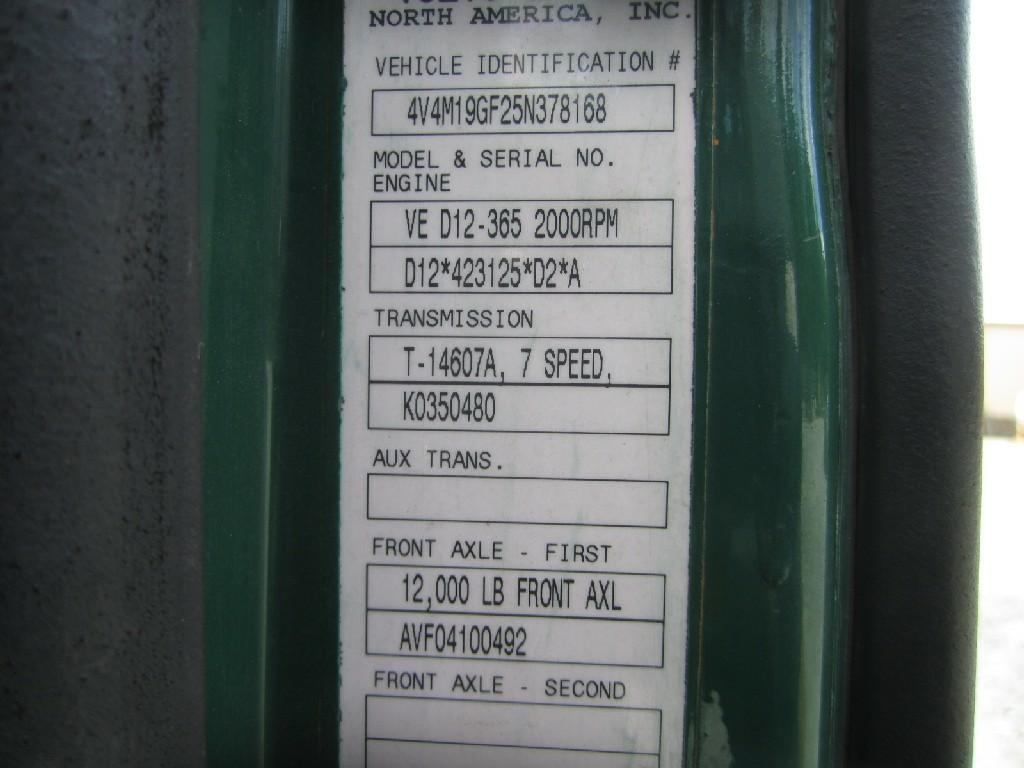 NORTH AMERICA, INC.
VEHICLE IDENTIFICATION #
4V4M19GF25N378168
MODEL & SERIAL NO.
ENGINE
VE D12-365 2000RPM
D12*423125*D2*A
TRANSMISSION
T-14607A, 7 SPEED,
K0350480
AUX TRANS.
FRONT AXLE - FIRST
12,000 LB FRONT AXL
AVF04100492
FRONT AXLE - SECOND